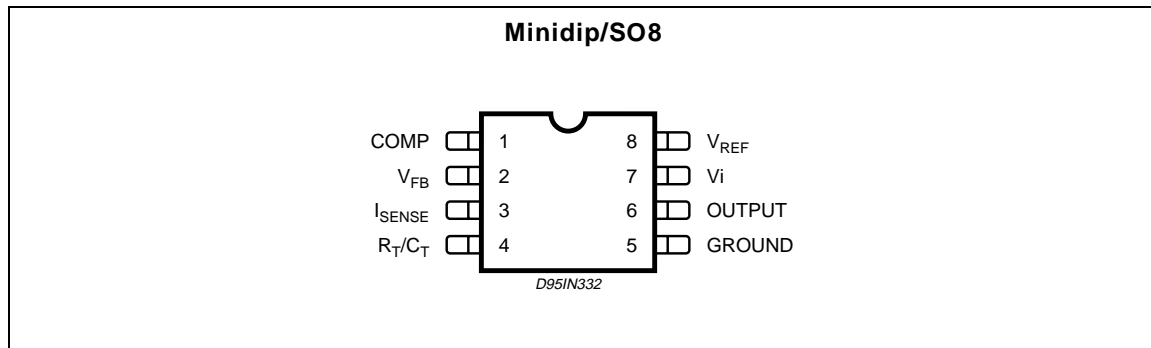 Minidip/SO8
COMP 1 8 VREF
VFB 2 7 Vi
ISENSE 3 6 OUTPUT
RT/CT 4 5 GROUND
D95IN332